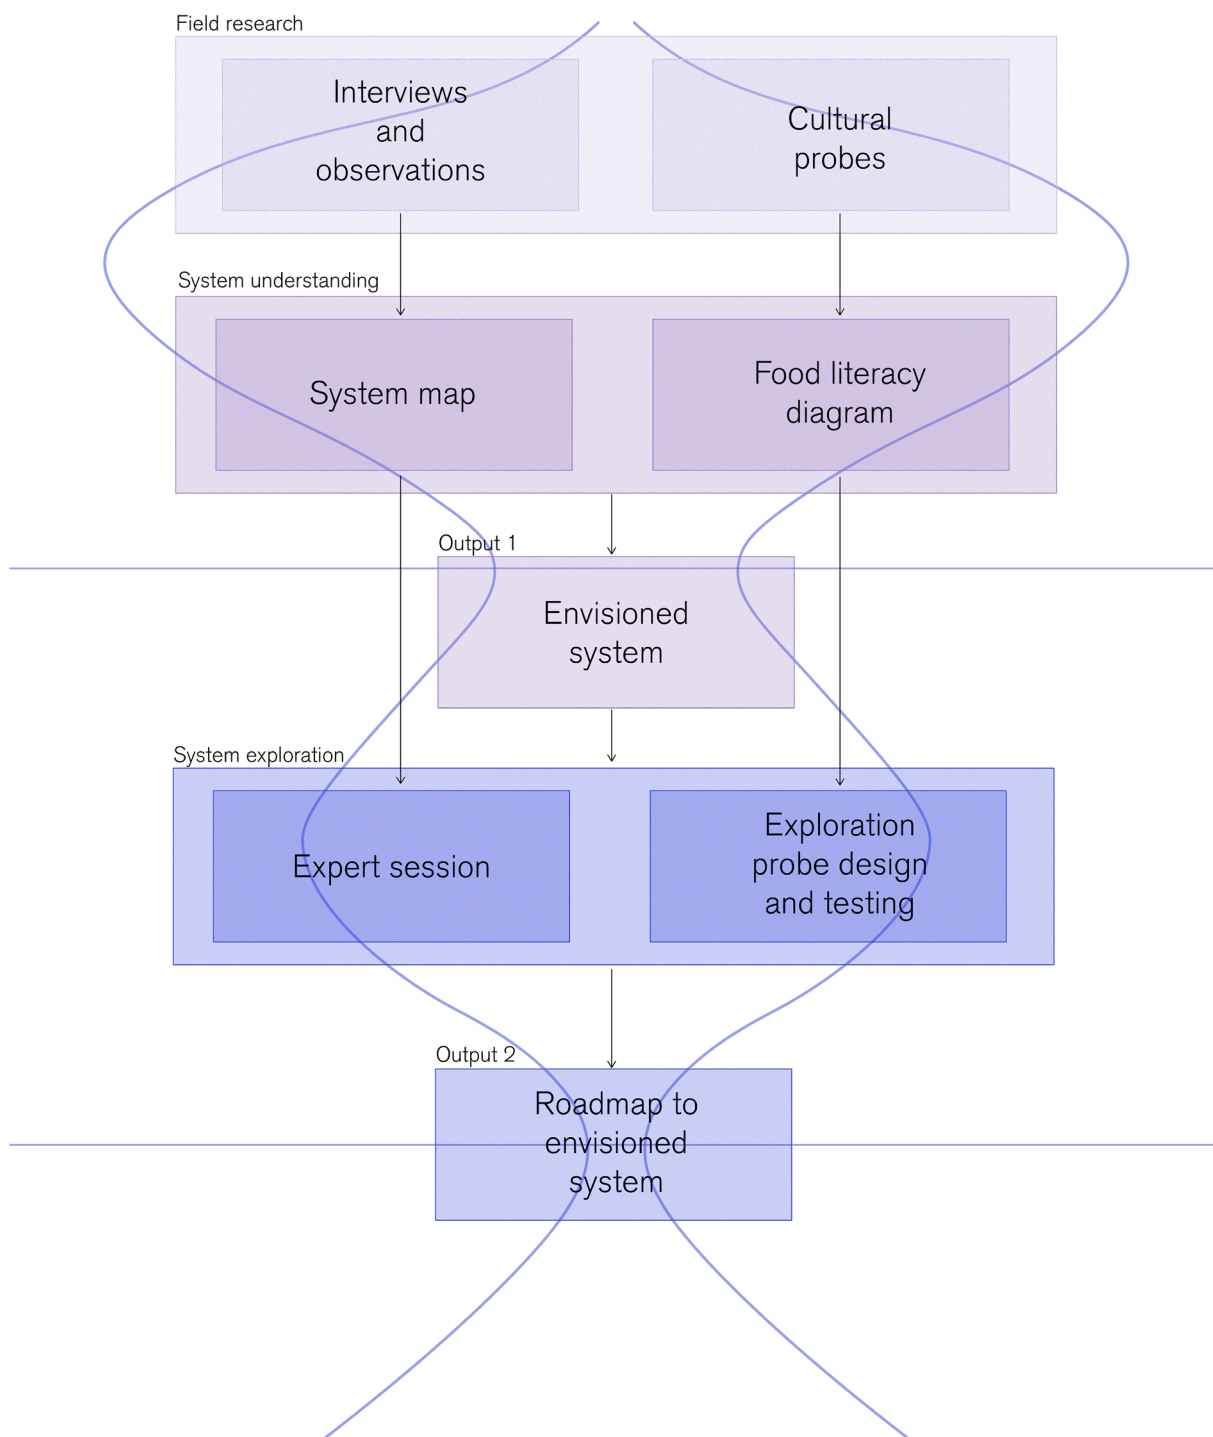 Field research
Interviews
and
observations
Cultural
probes
System understanding
System map
Food literacy
diagram
Output 1
Envisioned
system
System exploration
Expert session
Exploration
probe design
and testing
Output 2
Roadmap to
envisioned
system